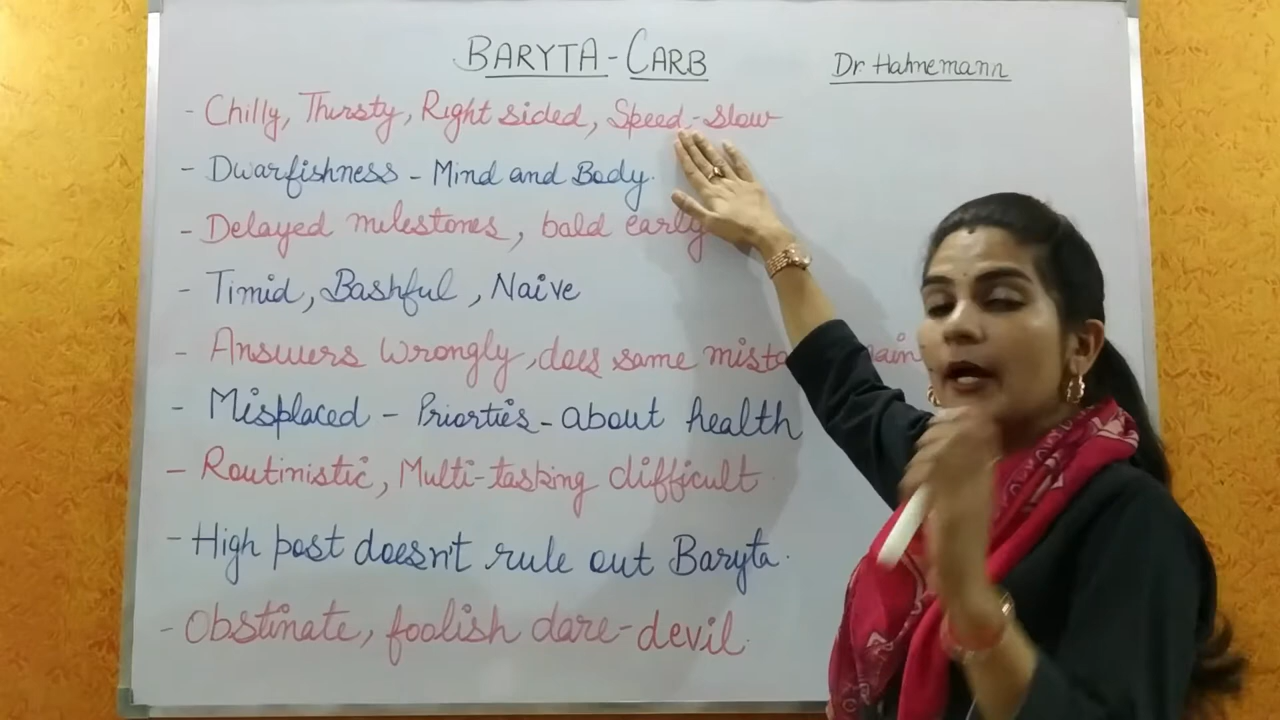 BARYTA-CARB
Dr. Hahnemann
- Chilly, Thirsty, Right sided, Speed-slow
- Dwarfishness - Mind and Body.
- Delayed milestones, bald early
- Timid, Bashful, Naive
- Answers wrongly, does same
- Misplaced - Priorties - about health
- Routinistic, Multi-tasking difficult
- High post doesn't rule out Baryta.
- Obstinate, foolish dare-devil.